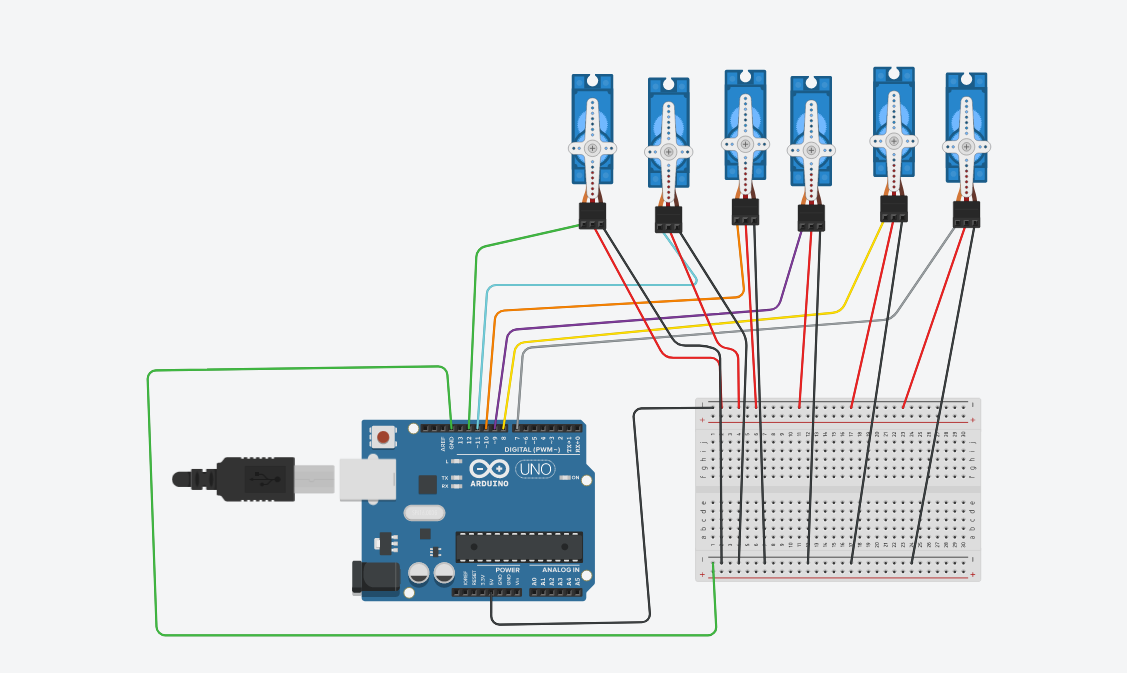 AREF
GND
13
12
~11
~10
~9
8
7
~6
~5
4
~3
2
TX→1
RX←0
DIGITAL (PWM~)
L
TX
RX
ARDUINO
UNO
ON
POWER
ANALOG IN
IOREF
RESET
3.3V
5V
GND
GND
Vin
A0
A1
A2
A3
A4
A5
-
+
-
+
j
i
h
g
f
j
i
h
g
f
e
d
c
b
a
e
d
c
b
a
-
+
-
+